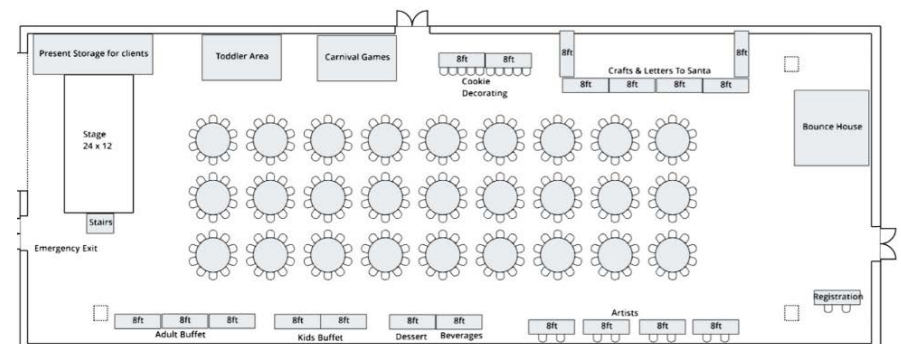 Present Storage for clients
Toddler Area
Carnival Games
8ft 8ft
Cookie
Decorating
8ft 8ft
Crafts & Letters To Santa
8ft 8ft 8ft 8ft
Bounce House
Stage
24 x 12
Stairs
Emergency Exit
Registration
8ft 8ft 8ft
Adult Buffet
8ft 8ft
Kids Buffet
8ft 8ft
Dessert Beverages
Artists
8ft 8ft 8ft 8ft